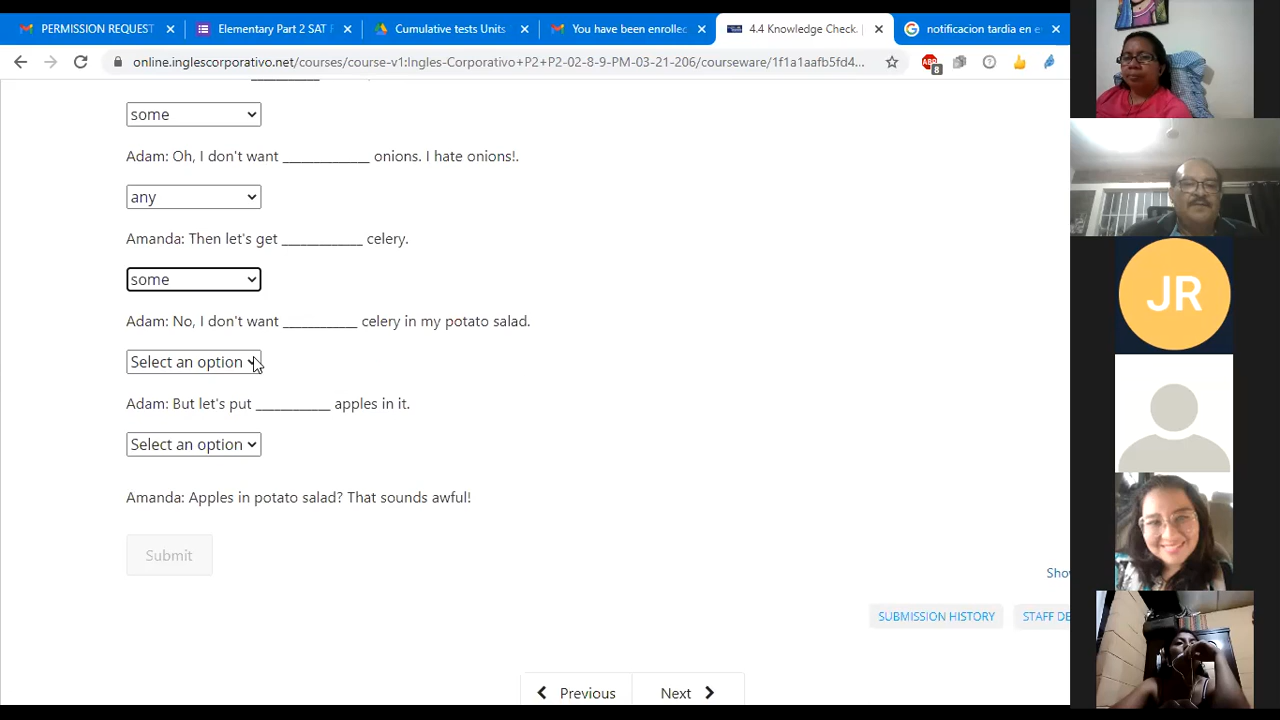 PERMISSION REQUEST
Elementary Part 2 SAT F
Cumulative tests Units
You have been enrolle
4.4 Knowledge Check.
notificacion tardia en e
online.inglescorporativo.net/courses/course-v1:Ingles-Corporativo+P2+P2-02-8-9-PM-03-21-206/courseware/1f1a1aafb5fd4...
ABP
8
some
Adam: Oh, I don't want _____________ onions. I hate onions!.
any
Amanda: Then let's get ____________ celery.
some
Adam: No, I don't want ___________ celery in my potato salad.
Select an option
Adam: But let's put ___________ apples in it.
Select an option
Amanda: Apples in potato salad? That sounds awful!
Submit
Sho
SUBMISSION HISTORY
STAFF DE
Previous
Next
JR